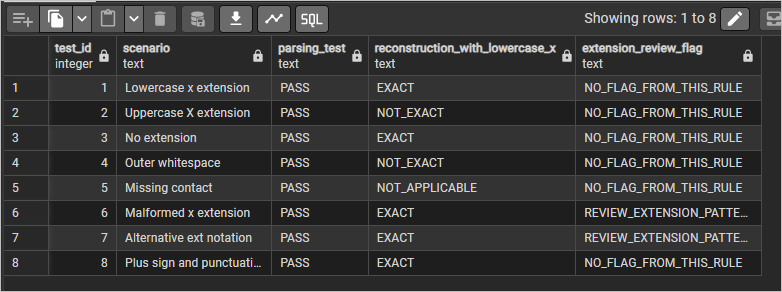 SQL
Showing rows: 1 to 8
test_id scenario parsing_test reconstruction_with_lowercase_x extension_review_flag
integer text text text text
1 1 Lowercase x extension PASS EXACT NO_FLAG_FROM_THIS_RULE
2 2 Uppercase X extension PASS NOT_EXACT NO_FLAG_FROM_THIS_RULE
3 3 No extension PASS EXACT NO_FLAG_FROM_THIS_RULE
4 4 Outer whitespace PASS NOT_EXACT NO_FLAG_FROM_THIS_RULE
5 5 Missing contact PASS NOT_APPLICABLE NO_FLAG_FROM_THIS_RULE
6 6 Malformed x extension PASS EXACT REVIEW_EXTENSION_PATTE...
7 7 Alternative ext notation PASS EXACT REVIEW_EXTENSION_PATTE...
8 8 Plus sign and punctuati... PASS EXACT NO_FLAG_FROM_THIS_RULE